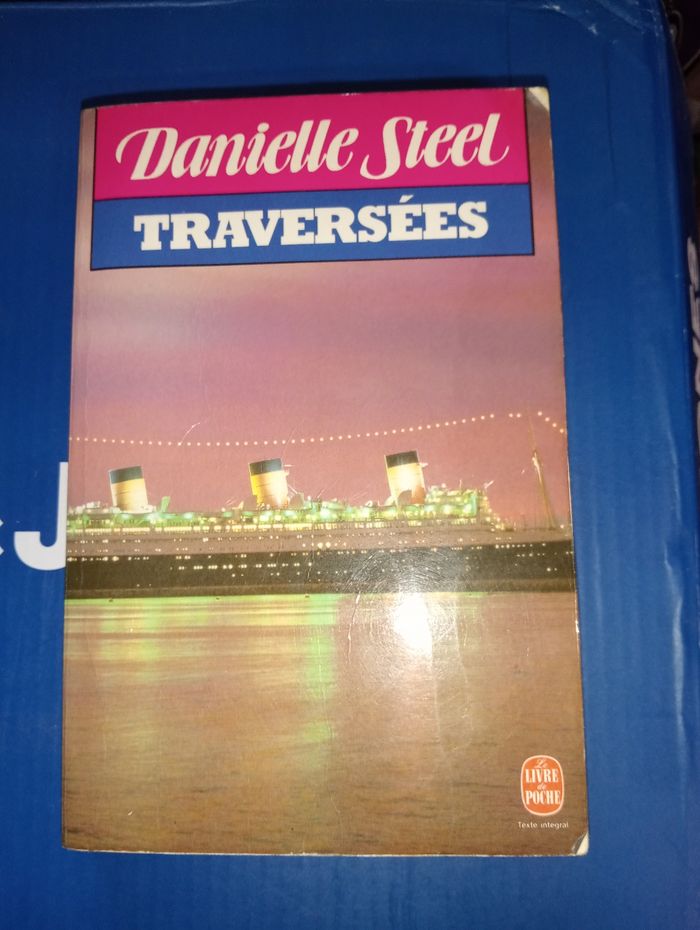 Danielle Steel
TRAVERSÉES
J
Le
LIVRE
de
POCHE
Texte intégral